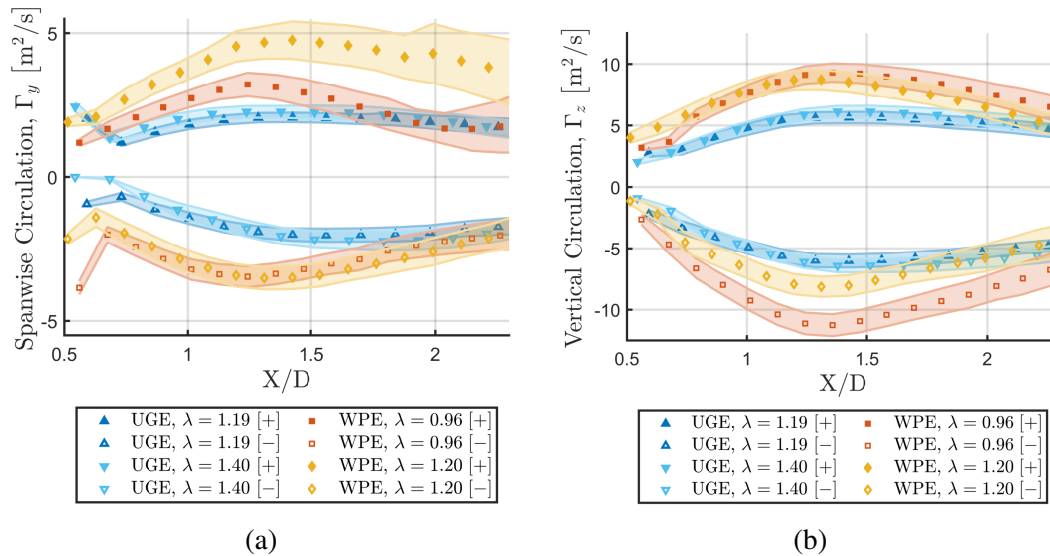 Spanwise Circulation, Γ_y [m²/s]
5
0
-5
0.5 1 1.5 2
X/D
UGE, λ = 1.19 [+] WPE, λ = 0.96 [+]
UGE, λ = 1.19 [−] WPE, λ = 0.96 [−]
UGE, λ = 1.40 [+] WPE, λ = 1.20 [+]
UGE, λ = 1.40 [−] WPE, λ = 1.20 [−]
(a)
Vertical Circulation, Γ_z [m²/s]
10
5
0
-5
-10
0.5 1 1.5 2
X/D
UGE, λ = 1.19 [+] WPE, λ = 0.96 [+]
UGE, λ = 1.19 [−] WPE, λ = 0.96 [−]
UGE, λ = 1.40 [+] WPE, λ = 1.20 [+]
UGE, λ = 1.40 [−] WPE, λ = 1.20 [−]
(b)